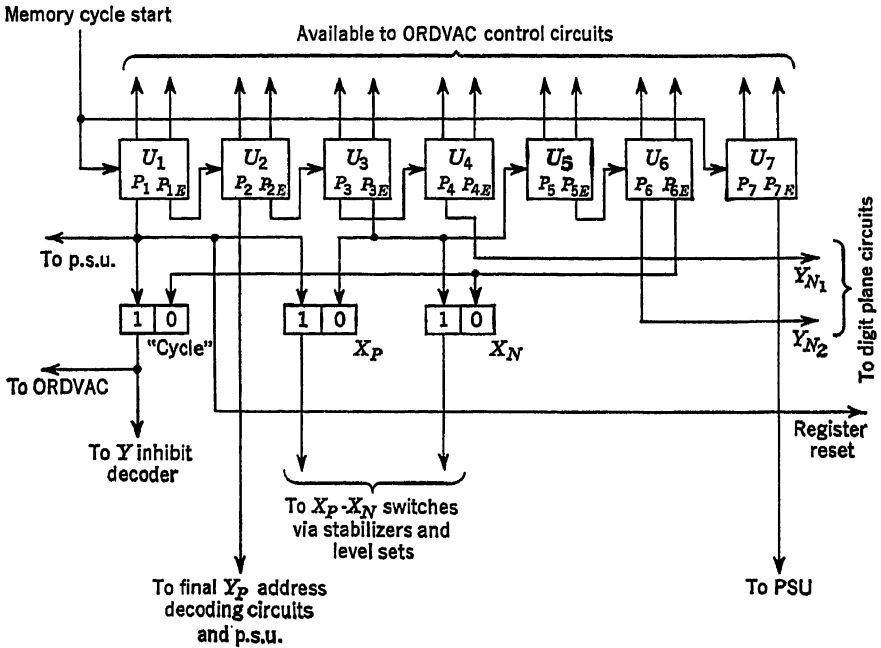 Memory cycle start
Available to ORDVAC control circuits
U1 U2 U3 U4 U5 U6 U7
P1 P1E P2 P2E P3 P3E P4 P4E P5 P5E P6 P6E P7 P7E
To p.s.u.
YN1
YN2
To digit plane circuits
1 0
"Cycle"
1 0
XP
1 0
XN
To ORDVAC
To Y inhibit
decoder
Register
reset
To XP-XN switches
via stabilizers and
level sets
To final YP address
decoding circuits
and p.s.u.
To PSU